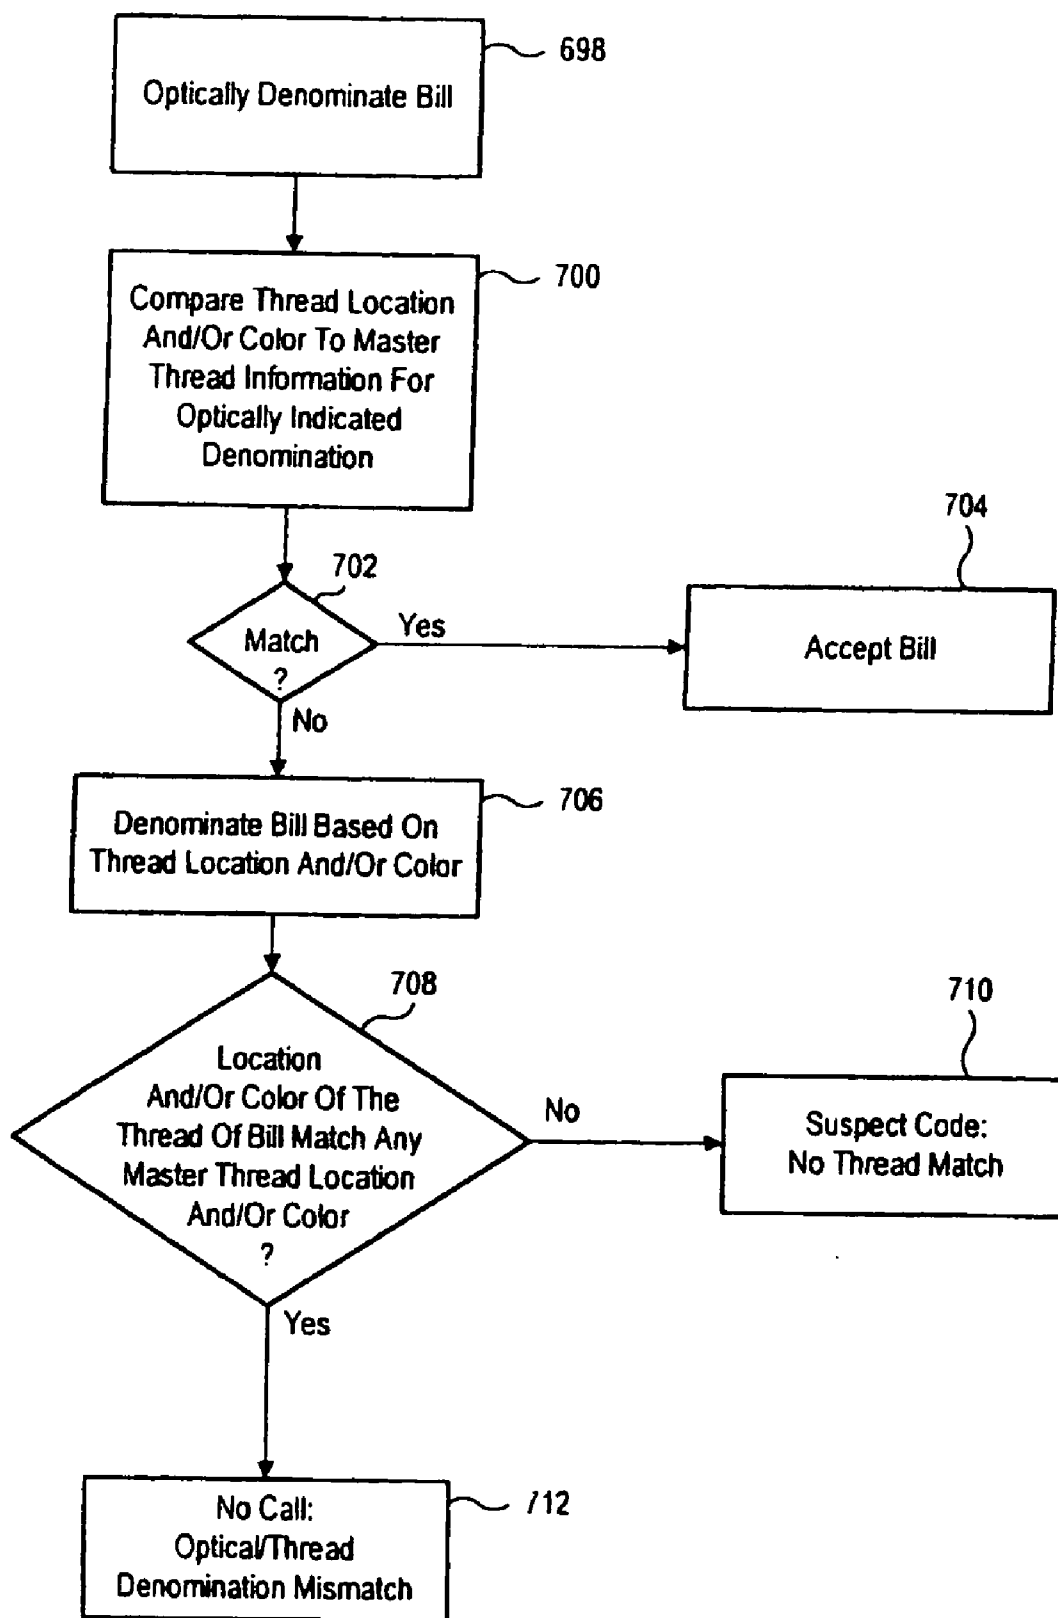 698
Optically Denominate Bill
700
Compare Thread Location
And/Or Color To Master
Thread Information For
Optically Indicated
Denomination
702
Match
?
Yes
704
Accept Bill
No
706
Denominate Bill Based On
Thread Location And/Or Color
708
Location
And/Or Color Of The
Thread Of Bill Match Any
Master Thread Location
And/Or Color
?
No
710
Suspect Code:
No Thread Match
Yes
712
No Call:
Optical/Thread
Denomination Mismatch